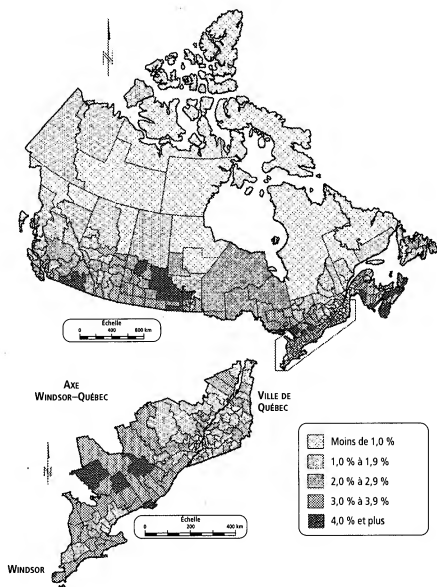 Échelle
0 400 800 km
AXE
WINDSOR–QUÉBEC
VILLE DE
QUÉBEC
Moins de 1,0 %
1,0 % à 1,9 %
2,0 % à 2,9 %
3,0 % à 3,9 %
4,0 % et plus
Échelle
0 200 400 km
WINDSOR